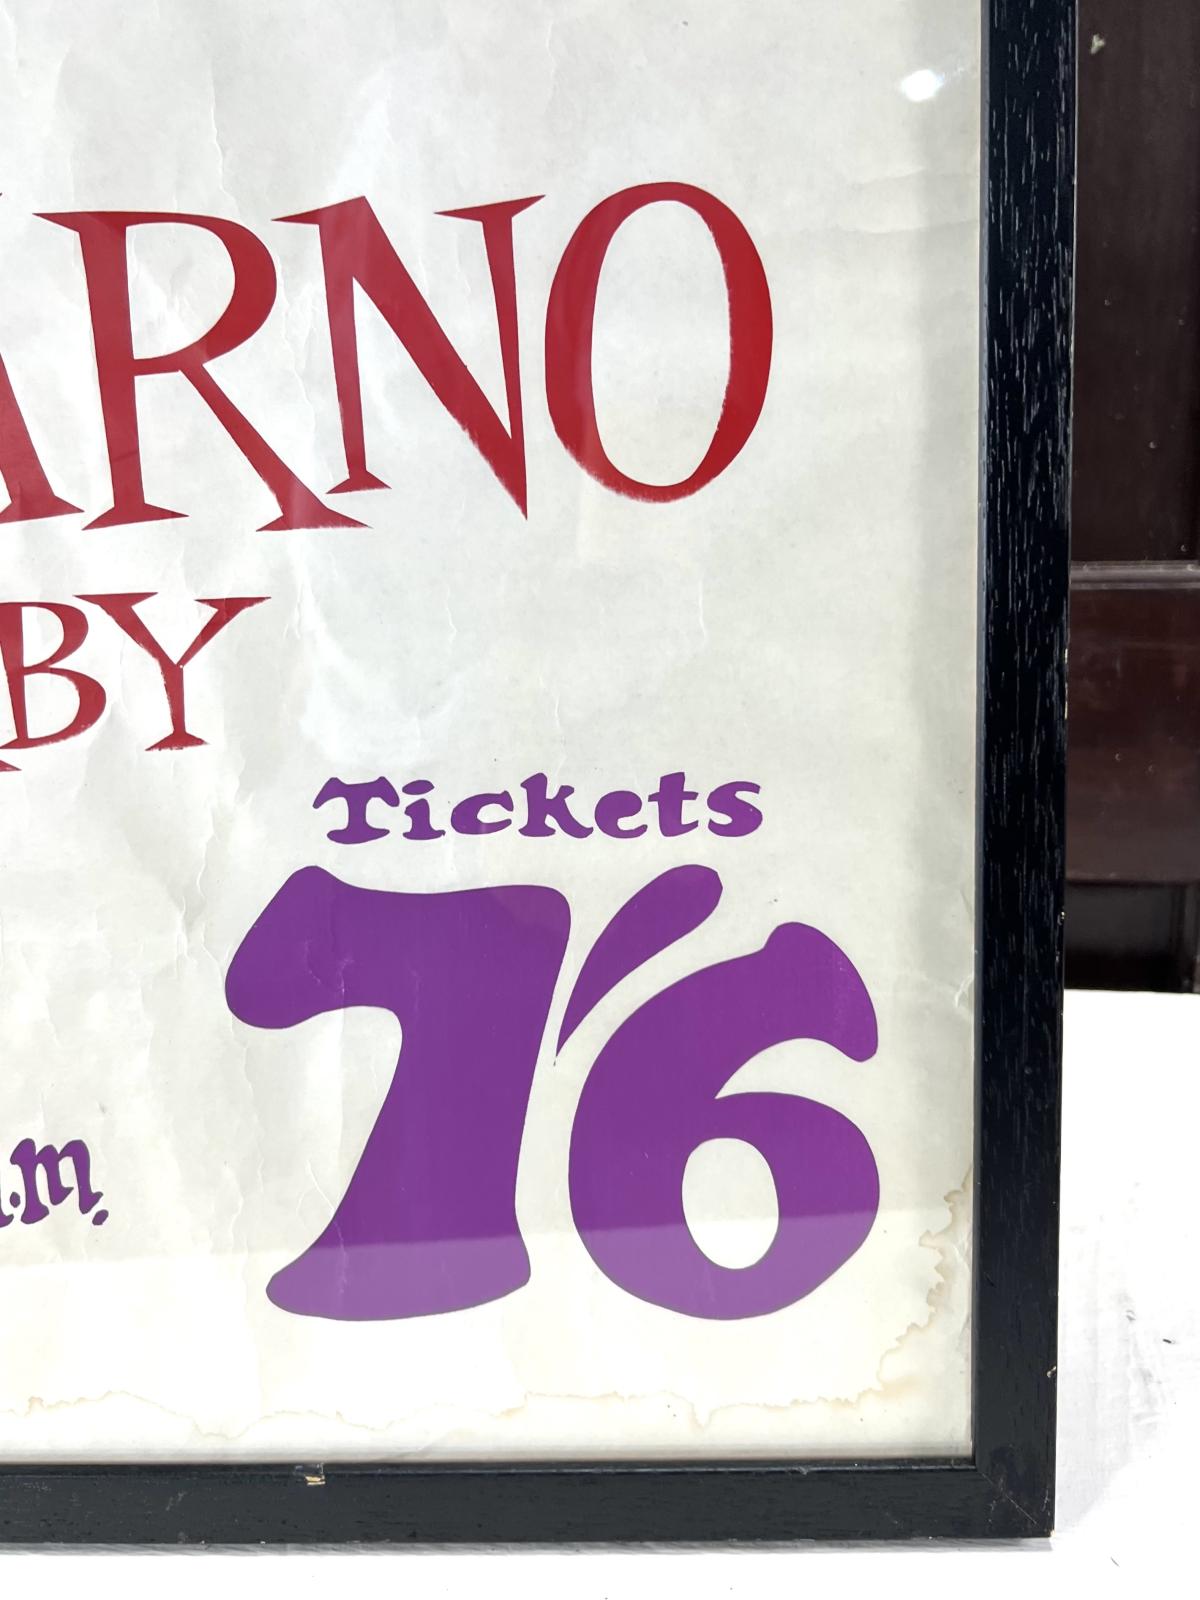 ARNO
BY
Tickets
7/6
.m.